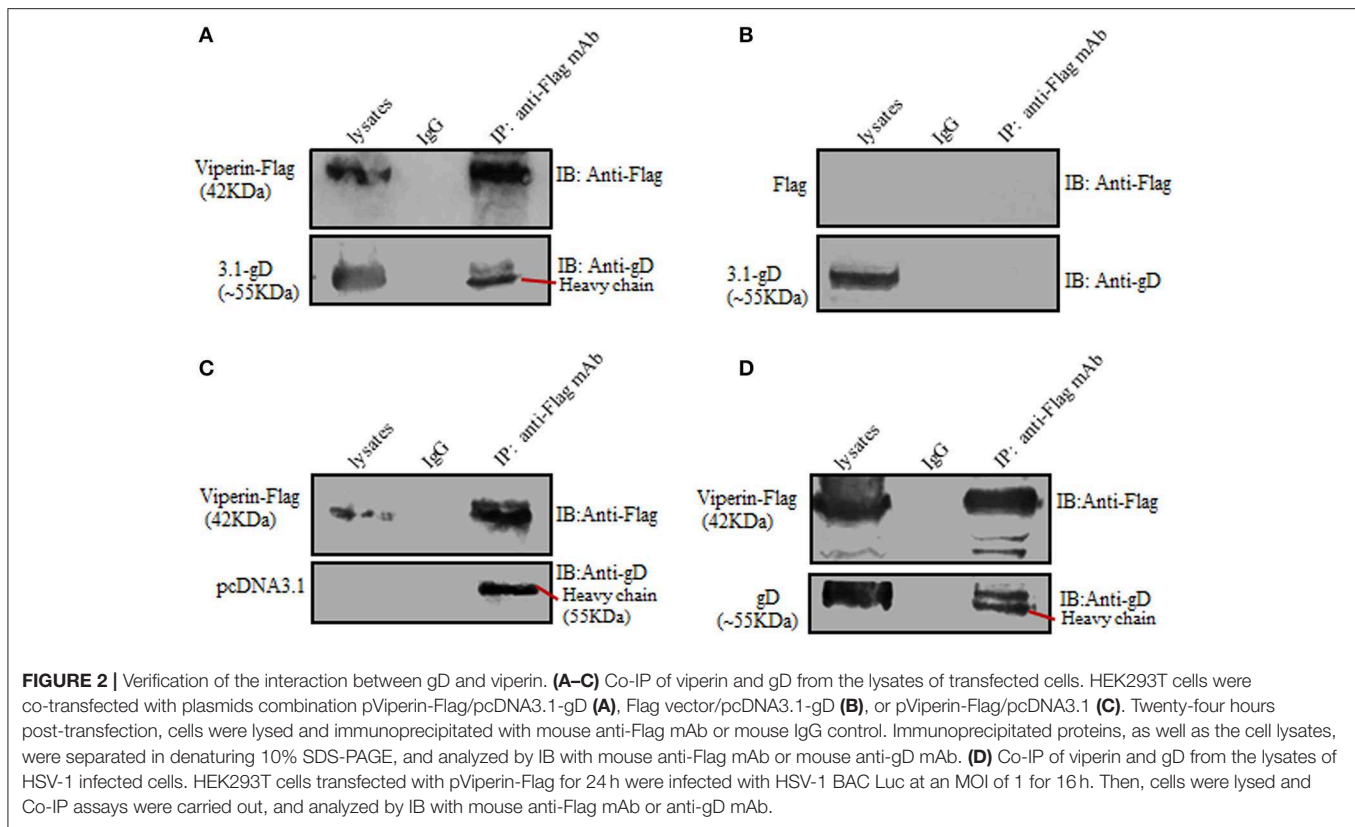 A
lysates
IgG
IP: anti-Flag mAb
Viperin-Flag
(42KDa)
IB: Anti-Flag
3.1-gD
(~55KDa)
IB: Anti-gD
Heavy chain
B
lysates
IgG
IP: anti-Flag mAb
Flag
IB: Anti-Flag
3.1-gD
(~55KDa)
IB: Anti-gD
C
lysates
IgG
IP: anti-Flag mAb
Viperin-Flag
(42KDa)
IB:Anti-Flag
pcDNA3.1
IB:Anti-gD
Heavy chain
(55KDa)
D
lysates
IgG
IP: anti-Flag mAb
Viperin-Flag
(42KDa)
IB:Anti-Flag
gD
(~55KDa)
IB:Anti-gD
Heavy chain
FIGURE 2 | Verification of the interaction between gD and viperin. (A–C) Co-IP of viperin and gD from the lysates of transfected cells. HEK293T cells were
co-transfected with plasmids combination pViperin-Flag/pcDNA3.1-gD (A), Flag vector/pcDNA3.1-gD (B), or pViperin-Flag/pcDNA3.1 (C). Twenty-four hours
post-transfection, cells were lysed and immunoprecipitated with mouse anti-Flag mAb or mouse IgG control. Immunoprecipitated proteins, as well as the cell lysates,
were separated in denaturing 10% SDS-PAGE, and analyzed by IB with mouse anti-Flag mAb or mouse anti-gD mAb. (D) Co-IP of viperin and gD from the lysates of
HSV-1 infected cells. HEK293T cells transfected with pViperin-Flag for 24 h were infected with HSV-1 BAC Luc at an MOI of 1 for 16 h. Then, cells were lysed and
Co-IP assays were carried out, and analyzed by IB with mouse anti-Flag mAb or anti-gD mAb.